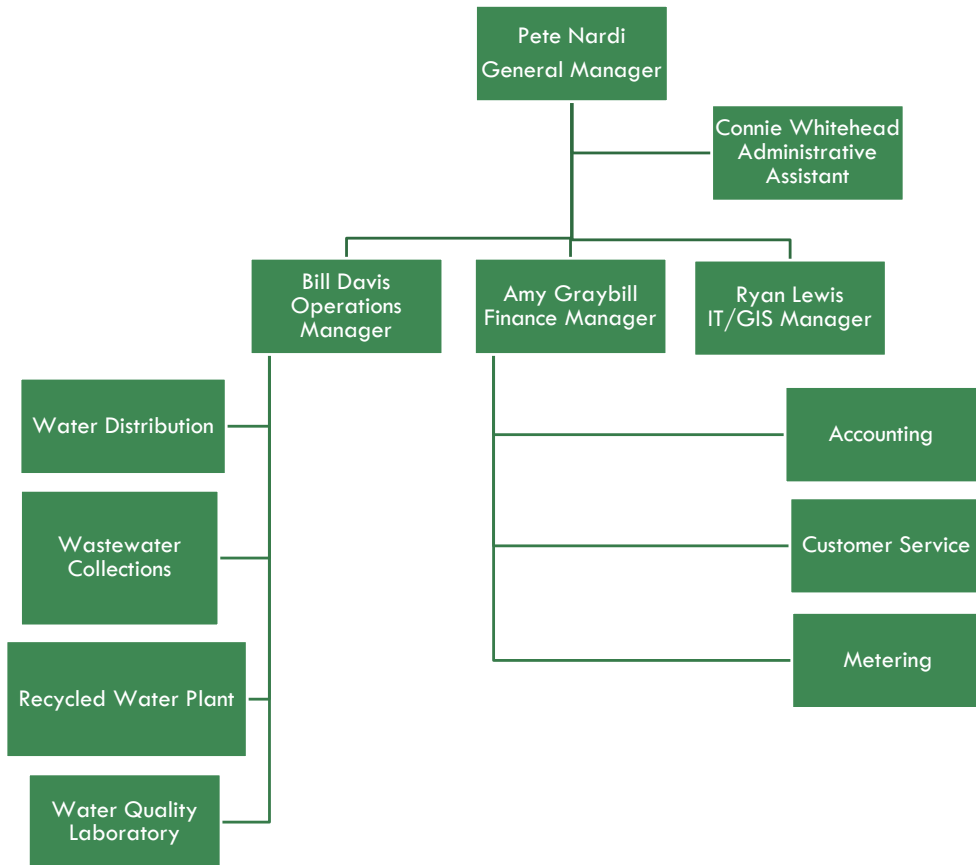 Pete Nardi
General Manager
Connie Whitehead
Administrative
Assistant
Bill Davis
Operations
Manager
Amy Graybill
Finance Manager
Ryan Lewis
IT/GIS Manager
Water Distribution
Wastewater
Collections
Recycled Water Plant
Water Quality
Laboratory
Accounting
Customer Service
Metering